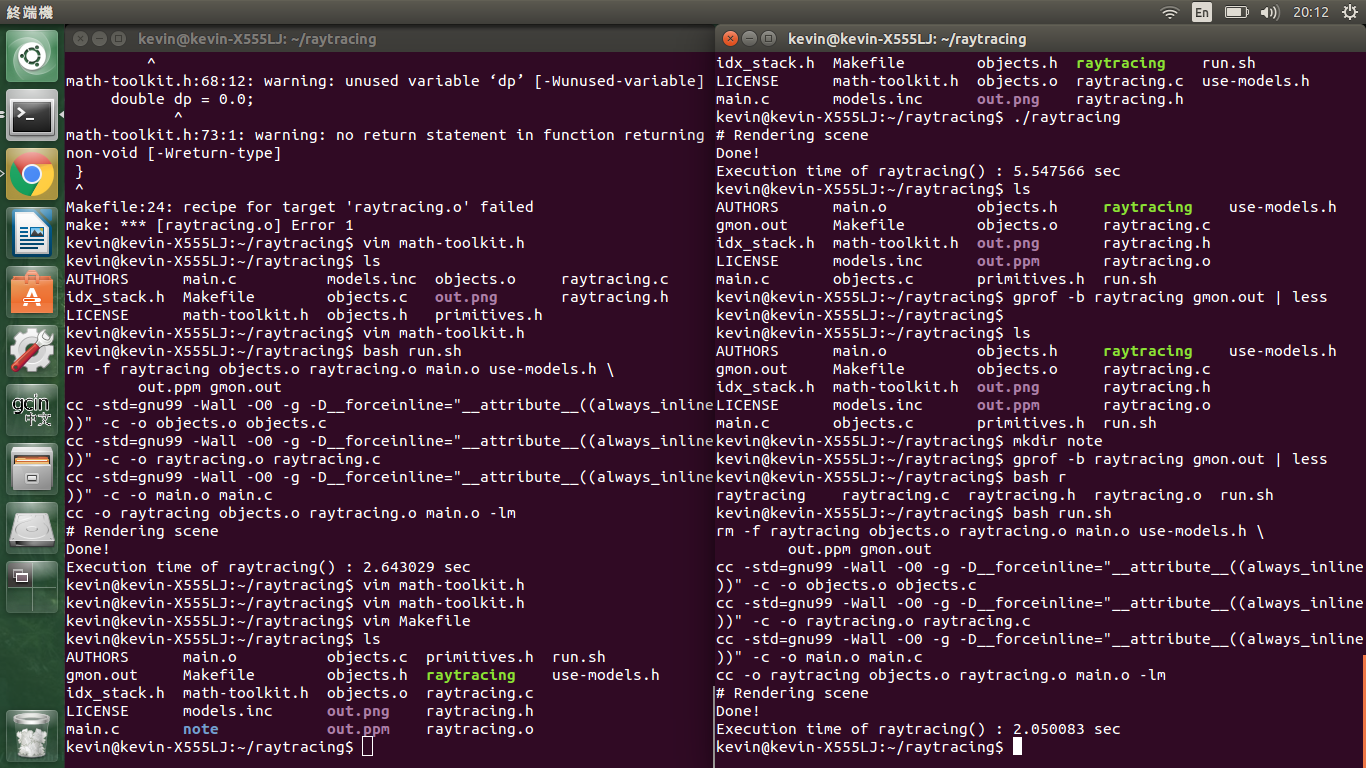 終端機
En
20:12
kevin@kevin-X555LJ: ~/raytracing
^
math-toolkit.h:68:12: warning: unused variable ‘dp’ [-Wunused-variable]
double dp = 0.0;
^
math-toolkit.h:73:1: warning: no return statement in function returning
non-void [-Wreturn-type]
}
^
Makefile:24: recipe for target 'raytracing.o' failed
make: *** [raytracing.o] Error 1
kevin@kevin-X555LJ:~/raytracing$ vim math-toolkit.h
kevin@kevin-X555LJ:~/raytracing$ ls
AUTHORS      main.c          models.inc  objects.o     raytracing.c
idx_stack.h  Makefile        objects.c   out.png       raytracing.h
LICENSE      math-toolkit.h  objects.h   primitives.h
kevin@kevin-X555LJ:~/raytracing$ vim math-toolkit.h
kevin@kevin-X555LJ:~/raytracing$ bash run.sh
rm -f raytracing objects.o raytracing.o main.o use-models.h \
out.ppm gmon.out
cc -std=gnu99 -Wall -O0 -g -D__forceinline="__attribute__((always_inline
))" -c -o objects.o objects.c
cc -std=gnu99 -Wall -O0 -g -D__forceinline="__attribute__((always_inline
))" -c -o raytracing.o raytracing.c
cc -std=gnu99 -Wall -O0 -g -D__forceinline="__attribute__((always_inline
))" -c -o main.o main.c
cc -o raytracing objects.o raytracing.o main.o -lm
# Rendering scene
Done!
Execution time of raytracing() : 2.643029 sec
kevin@kevin-X555LJ:~/raytracing$ vim math-toolkit.h
kevin@kevin-X555LJ:~/raytracing$ vim math-toolkit.h
kevin@kevin-X555LJ:~/raytracing$ vim Makefile
kevin@kevin-X555LJ:~/raytracing$ ls
AUTHORS      main.o          objects.c  primitives.h  run.sh
gmon.out     Makefile        objects.h  raytracing    use-models.h
idx_stack.h  math-toolkit.h  objects.o  raytracing.c
LICENSE      models.inc      out.png    raytracing.h
main.c       note            out.ppm    raytracing.o
kevin@kevin-X555LJ:~/raytracing$
kevin@kevin-X555LJ: ~/raytracing
idx_stack.h  Makefile        objects.h  raytracing    run.sh
LICENSE      math-toolkit.h  objects.o  raytracing.c  use-models.h
main.c       models.inc      out.png    raytracing.h
kevin@kevin-X555LJ:~/raytracing$ ./raytracing
# Rendering scene
Done!
Execution time of raytracing() : 5.547566 sec
kevin@kevin-X555LJ:~/raytracing$ ls
AUTHORS      main.o          objects.h     raytracing    use-models.h
gmon.out     Makefile        objects.o     raytracing.c
idx_stack.h  math-toolkit.h  out.png       raytracing.h
LICENSE      models.inc      out.ppm       raytracing.o
main.c       objects.c       primitives.h  run.sh
kevin@kevin-X555LJ:~/raytracing$ gprof -b raytracing gmon.out | less
kevin@kevin-X555LJ:~/raytracing$
kevin@kevin-X555LJ:~/raytracing$ ls
AUTHORS      main.o          objects.h     raytracing    use-models.h
gmon.out     Makefile        objects.o     raytracing.c
idx_stack.h  math-toolkit.h  out.png       raytracing.h
LICENSE      models.inc      out.ppm       raytracing.o
main.c       objects.c       primitives.h  run.sh
kevin@kevin-X555LJ:~/raytracing$ mkdir note
kevin@kevin-X555LJ:~/raytracing$ gprof -b raytracing gmon.out | less
kevin@kevin-X555LJ:~/raytracing$ bash r
raytracing    raytracing.c  raytracing.h  raytracing.o  run.sh
kevin@kevin-X555LJ:~/raytracing$ bash run.sh
rm -f raytracing objects.o raytracing.o main.o use-models.h \
out.ppm gmon.out
cc -std=gnu99 -Wall -O0 -g -D__forceinline="__attribute__((always_inline
))" -c -o objects.o objects.c
cc -std=gnu99 -Wall -O0 -g -D__forceinline="__attribute__((always_inline
))" -c -o raytracing.o raytracing.c
cc -std=gnu99 -Wall -O0 -g -D__forceinline="__attribute__((always_inline
))" -c -o main.o main.c
cc -o raytracing objects.o raytracing.o main.o -lm
# Rendering scene
Done!
Execution time of raytracing() : 2.050083 sec
kevin@kevin-X555LJ:~/raytracing$
gcin
中文